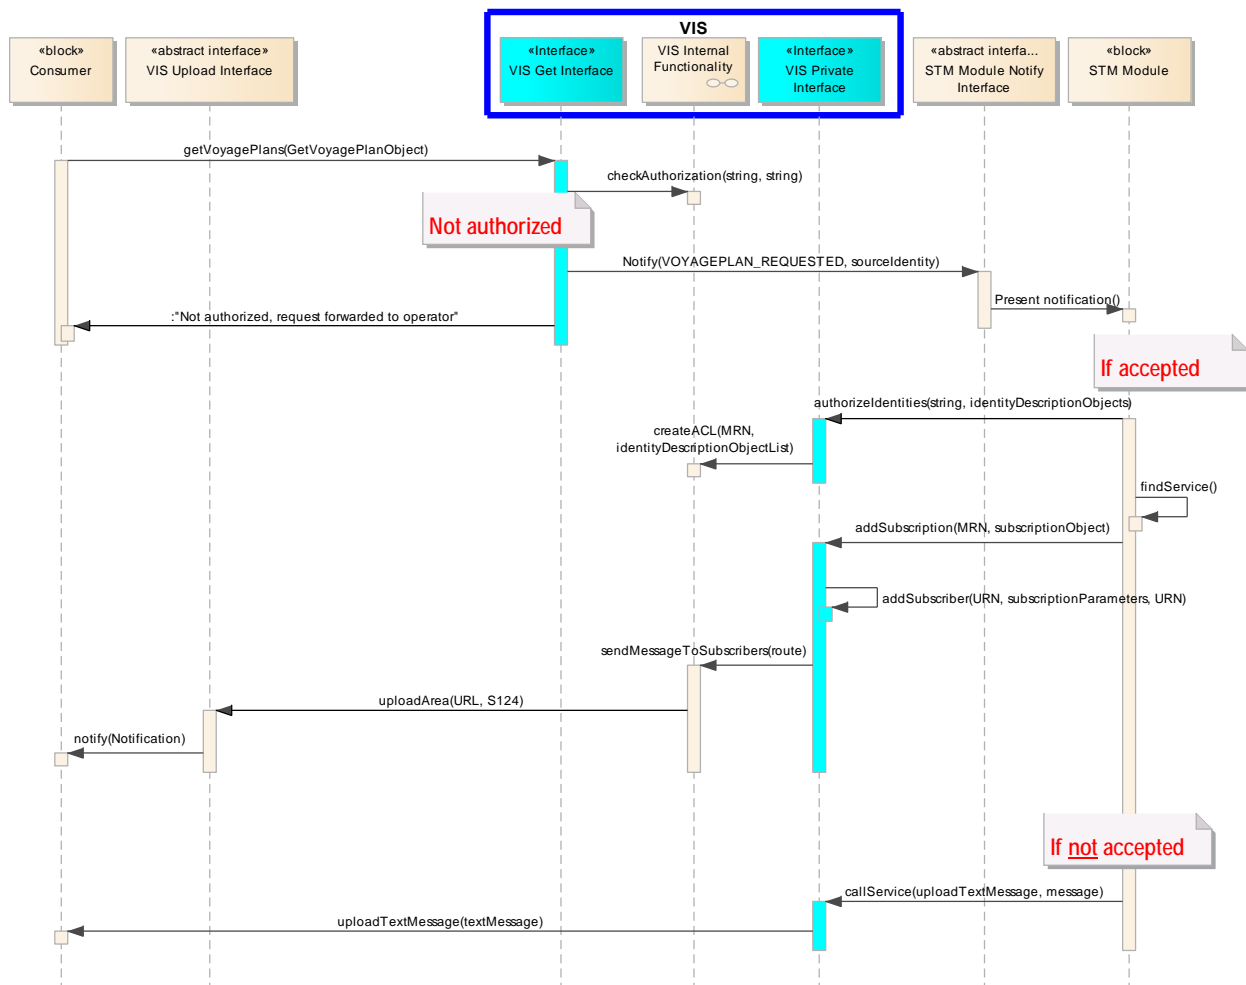 VIS
«block»
Consumer
«abstract interface»
VIS Upload Interface
«Interface»
VIS Get Interface
VIS Internal
Functionality
«Interface»
VIS Private
Interface
«abstract interfa...
STM Module Notify
Interface
«block»
STM Module
getVoyagePlans(GetVoyagePlanObject)
checkAuthorization(string, string)
Not authorized
Notify(VOYAGEPLAN_REQUESTED, sourceIdentity)
Present notification()
:"Not authorized, request forwarded to operator"
If accepted
authorizeIdentities(string, identityDescriptionObjects)
createACL(MRN,
identityDescriptionObjectList)
findService()
addSubscription(MRN, subscriptionObject)
addSubscriber(URN, subscriptionParameters, URN)
sendMessageToSubscribers(route)
uploadArea(URL, S124)
notify(Notification)
If not accepted
callService(uploadTextMessage, message)
uploadTextMessage(textMessage)